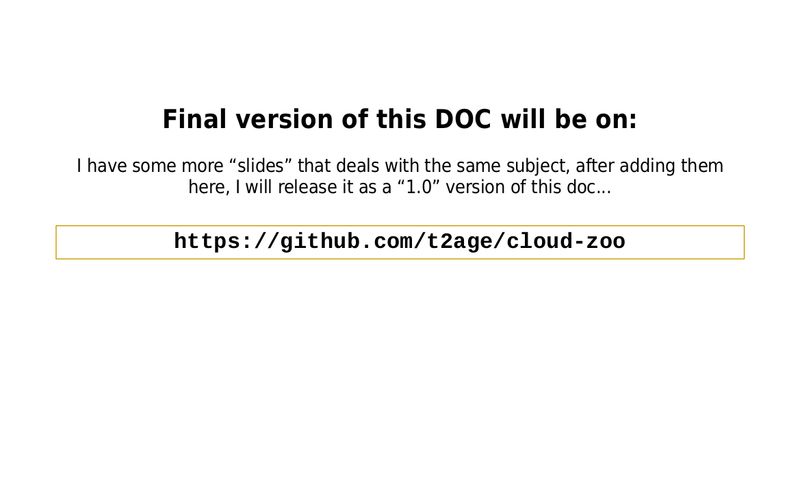 Final version of this DOC will be on:
I have some more “slides” that deals with the same subject, after adding them
here, I will release it as a “1.0” version of this doc...
https://github.com/t2age/cloud-zoo